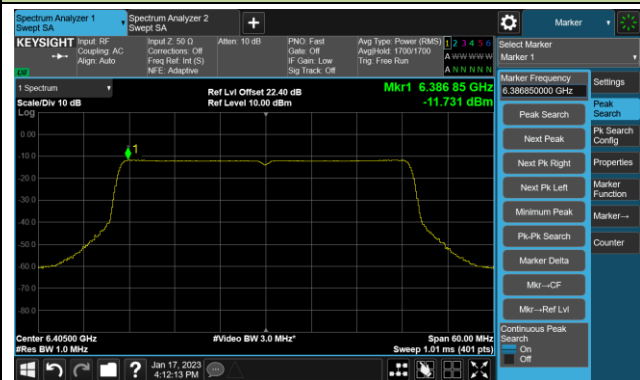 Spectrum Analyzer 1
Swept SA
Spectrum Analyzer 2
Swept SA
+
Marker
KEYSIGHT
Input: RF
Coupling: AC
Align: Auto
Input Z: 50 Ω
Corrections: Off
Freq Ref: Int (S)
NFE: Adaptive
Atten: 10 dB
PNO: Fast
Gate: Off
IF Gain: Low
Sig Track: Off
Avg Type: Power (RMS)
Avg|Hold: 1700/1700
Trig: Free Run
1 2 3 4 5 6
A W W W W W
A N N N N N
LXI
Select Marker
Marker 1
1 Spectrum
Scale/Div 10 dB
Log
Ref Lvl Offset 22.40 dB
Ref Level 10.00 dBm
Mkr1 6.386 85 GHz
-11.731 dBm
1
0.00
-10.0
-20.0
-30.0
-40.0
-50.0
-60.0
-70.0
-80.0
Center 6.40500 GHz
#Res BW 1.0 MHz
#Video BW 3.0 MHz*
Span 60.00 MHz
Sweep 1.01 ms (401 pts)
Marker Frequency
6.386850000 GHz
Peak Search
Next Peak
Next Pk Right
Next Pk Left
Minimum Peak
Pk-Pk Search
Marker Delta
Mkr→CF
Mkr→Ref Lvl
Continuous Peak
Search
On
Off
Settings
Peak
Search
Pk Search
Config
Properties
Marker
Function
Marker→
Counter
?
Jan 17, 2023
4:12:13 PM